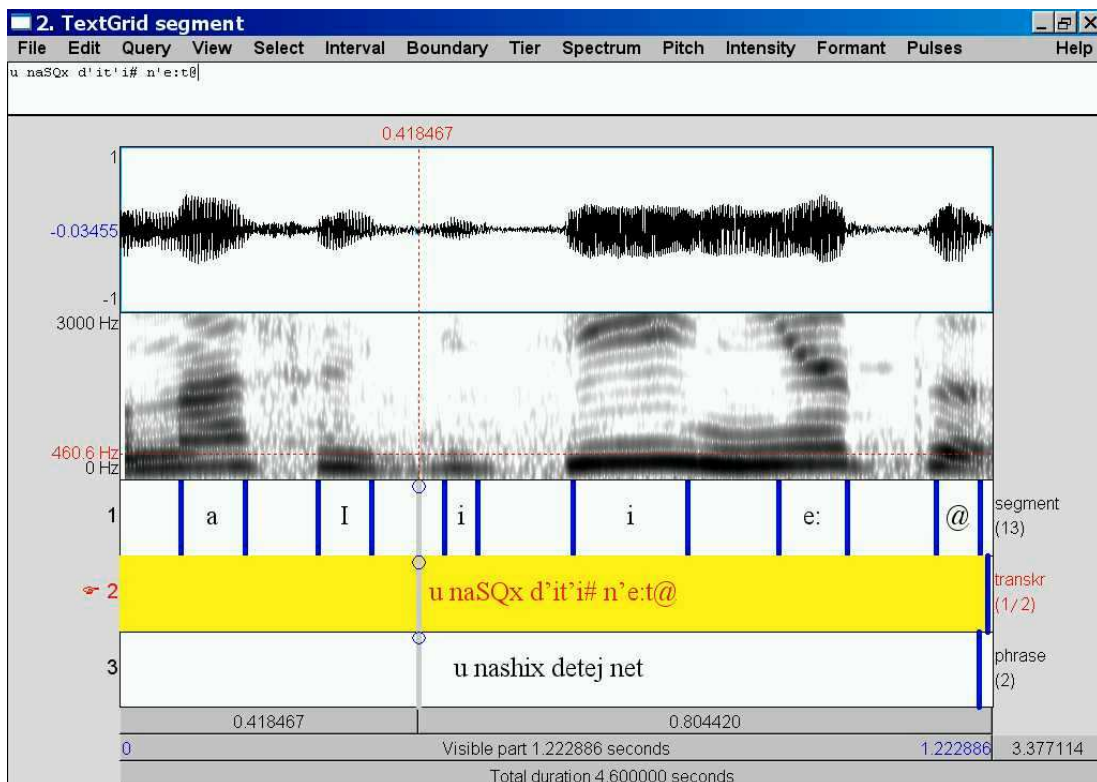 2. TextGrid segment
File Edit Query View Select Interval Boundary Tier Spectrum Pitch Intensity Formant Pulses Help
u naSQx d'it'i# n'e:t@
0.418467
1
-0.03455
-1
3000 Hz
460.6 Hz
0 Hz
1 a I i i e: @ segment
(13)
2 u naSQx d’it’i# n’e:t@ transkr
(1/2)
3 u nashix detej net phrase
(2)
0.418467 0.804420
0 Visible part 1.222886 seconds 1.222886 3.377114
Total duration 4.600000 seconds